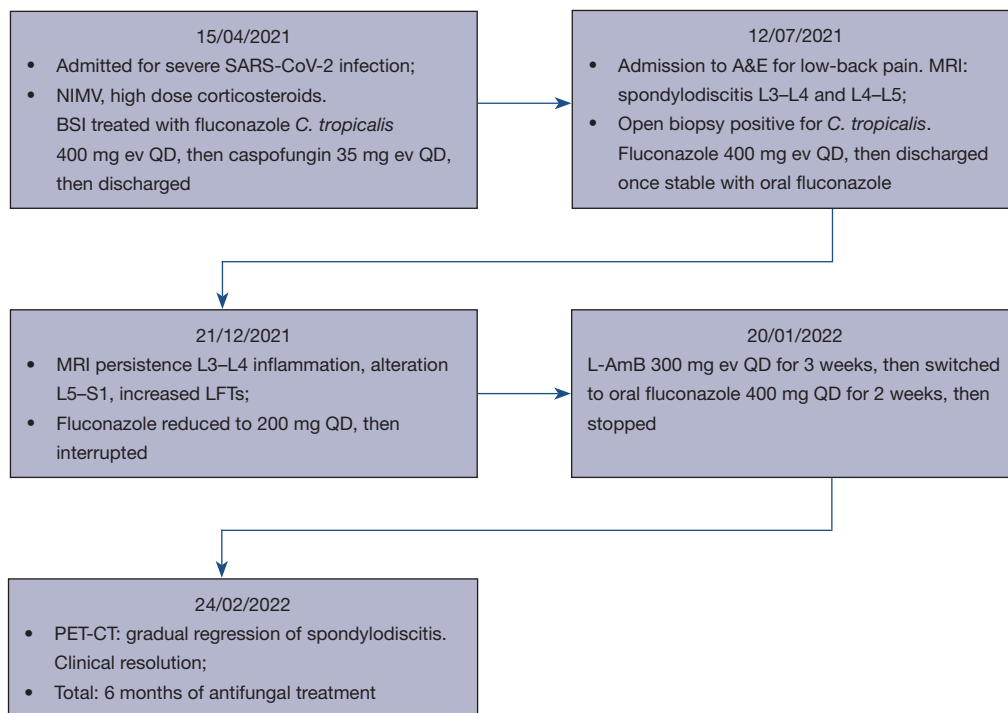 15/04/2021
• Admitted for severe SARS-CoV-2 infection;
• NIMV, high dose corticosteroids.
BSI treated with fluconazole C. tropicalis
400 mg ev QD, then caspofungin 35 mg ev QD,
then discharged
12/07/2021
• Admission to A&E for low-back pain. MRI:
spondylodiscitis L3–L4 and L4–L5;
• Open biopsy positive for C. tropicalis.
Fluconazole 400 mg ev QD, then discharged
once stable with oral fluconazole
21/12/2021
• MRI persistence L3–L4 inflammation, alteration
L5–S1, increased LFTs;
• Fluconazole reduced to 200 mg QD, then
interrupted
20/01/2022
L-AmB 300 mg ev QD for 3 weeks, then switched
to oral fluconazole 400 mg QD for 2 weeks, then
stopped
24/02/2022
• PET-CT: gradual regression of spondylodiscitis.
Clinical resolution;
• Total: 6 months of antifungal treatment